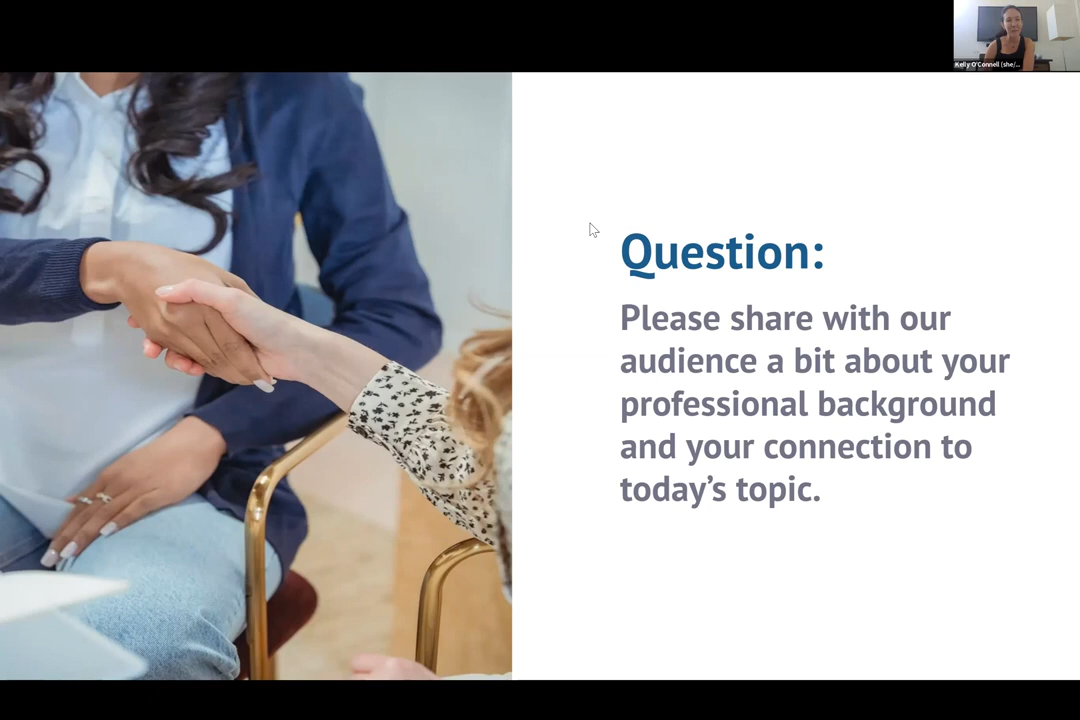 Kelly O'Connell (she/...
Question:
Please share with our
audience a bit about your
professional background
and your connection to
today's topic.